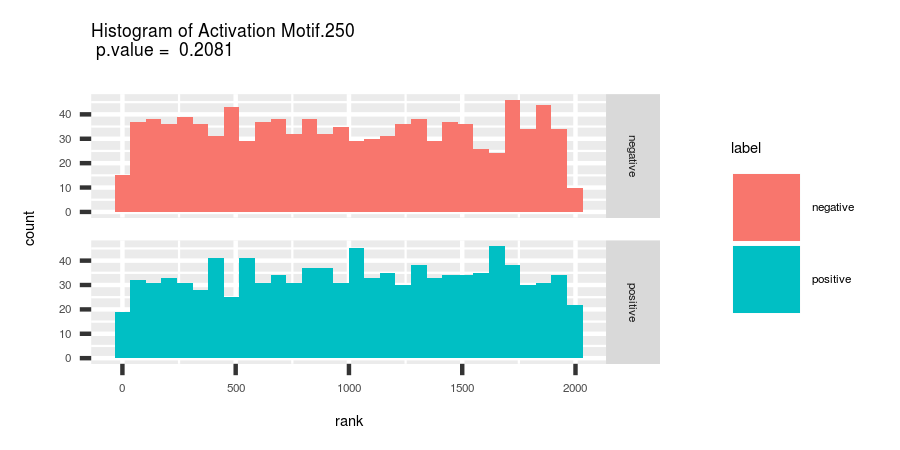 Histogram of Activation Motif.250
p.value = 0.2081
count
40
30
20
10
0
negative
40
30
20
10
0
positive
0 500 1000 1500 2000
rank
label
negative
positive